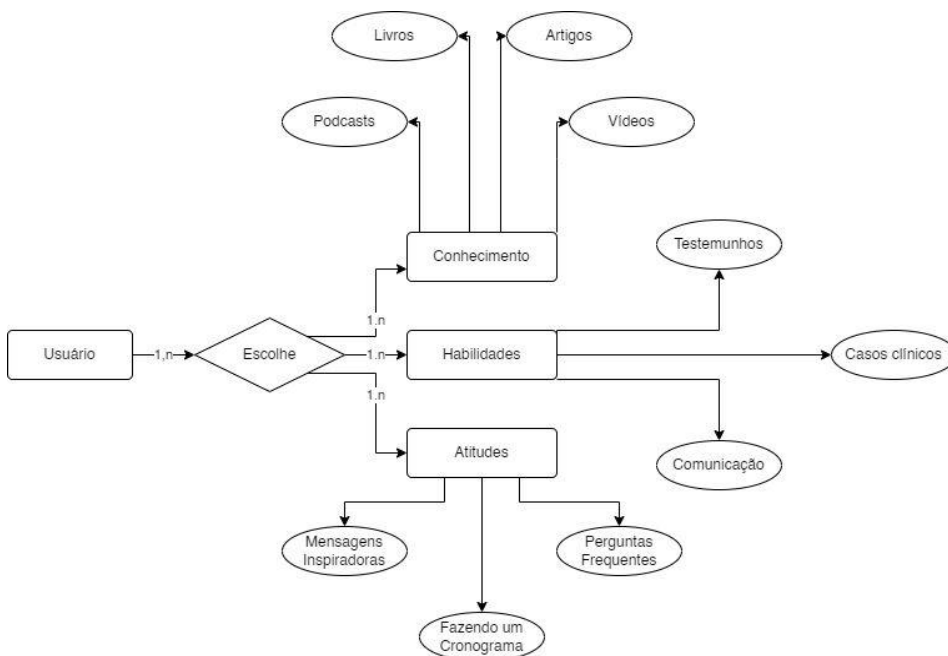 Livros
Artigos
Podcasts
Vídeos
Testemunhos
Conhecimento
1.n
Usuário
1,n
Escolhe
1.n
Habilidades
Casos clínicos
1.n
Atitudes
Comunicação
Mensagens
Inspiradoras
Perguntas
Frequentes
Fazendo um
Cronograma